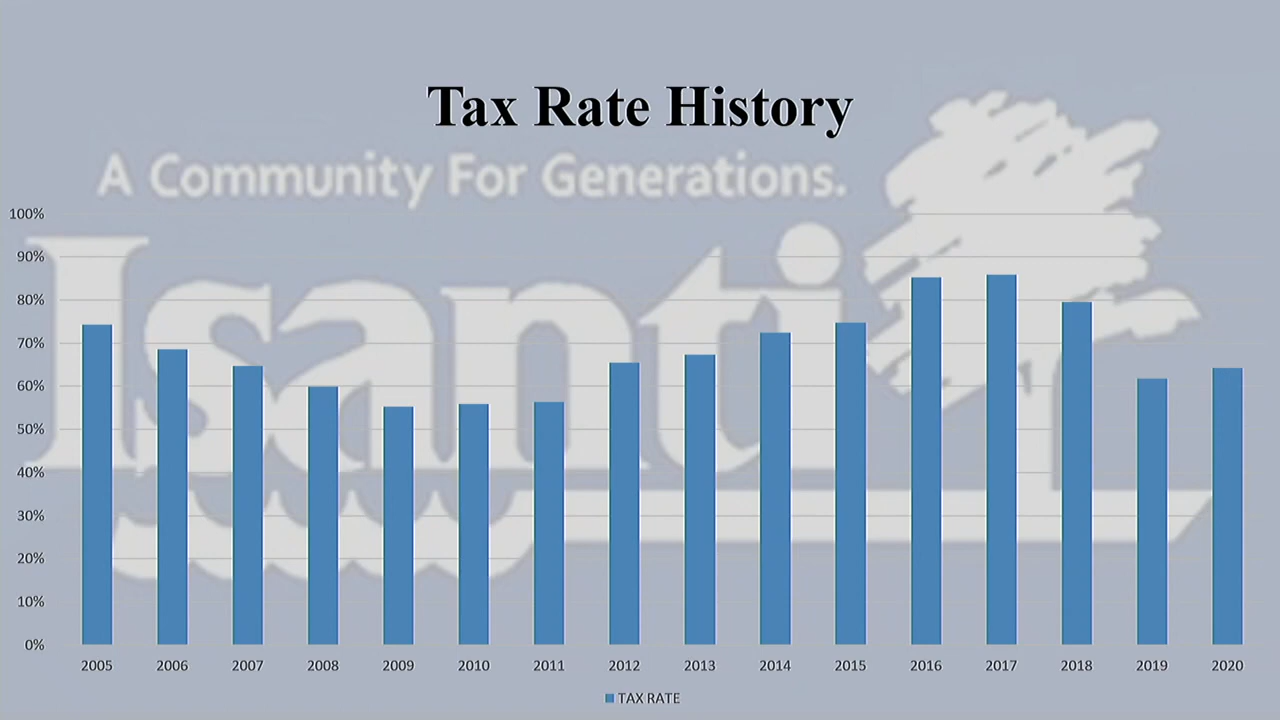 Tax Rate History
A Community For Generations.
Isanti
100%
90%
80%
70%
60%
50%
40%
30%
20%
10%
0%
2005 2006 2007 2008 2009 2010 2011 2012 2013 2014 2015 2016 2017 2018 2019 2020
TAX RATE